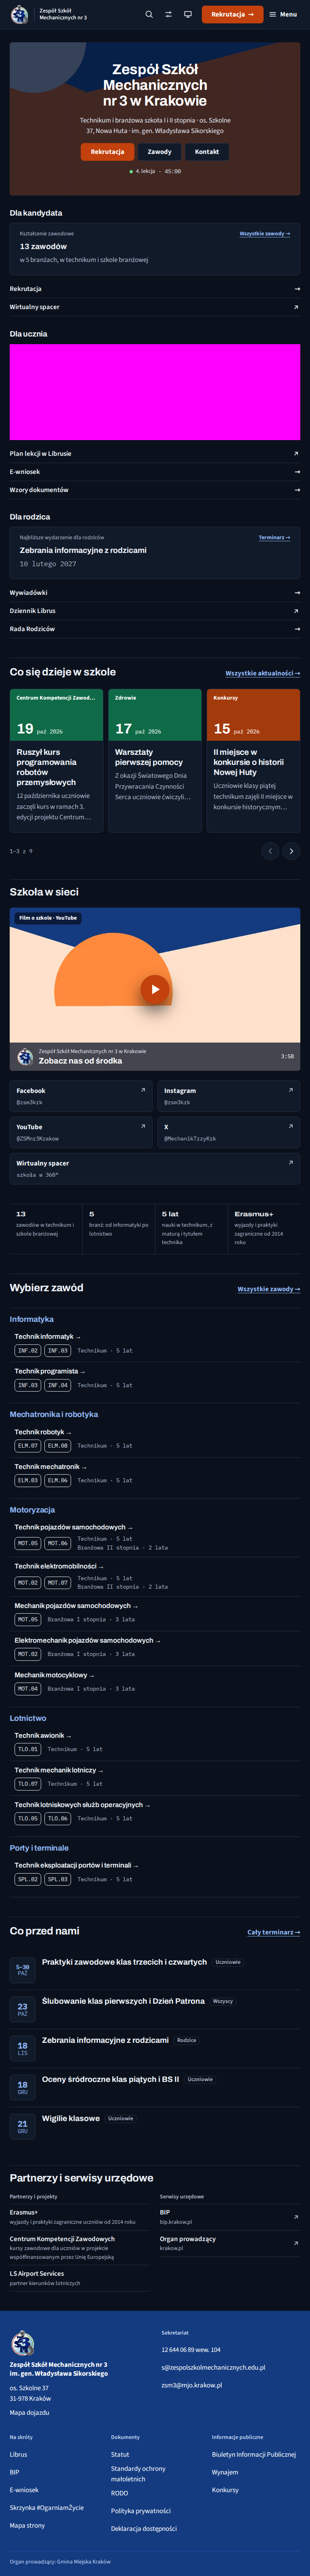 Zespół Szkół
Mechanicznych nr 3
Rekrutacja →
Menu
Zespół Szkół
Mechanicznych
nr 3 w Krakowie
Technikum i branżowa szkoła I i II stopnia · os. Szkolne
37, Nowa Huta · im. gen. Władysława Sikorskiego
Rekrutacja
Zawody
Kontakt
4. lekcja · 45:00
Dla kandydata
Kształcenie zawodowe
Wszystkie zawody →
13 zawodów
w 5 branżach, w technikum i szkole branżowej
Rekrutacja →
Wirtualny spacer ↗
Dla ucznia
Plan lekcji w Librusie ↗
E-wniosek →
Wzory dokumentów →
Dla rodzica
Najbliższe wydarzenie dla rodziców
Terminarz →
Zebrania informacyjne z rodzicami
10 lutego 2027
Wywiadówki →
Dziennik Librus ↗
Rada Rodziców →
Co się dzieje w szkole
Wszystkie aktualności →
Centrum Kompetencji Zawod…
19 paź 2026
Ruszył kurs
programowania
robotów
przemysłowych
12 październiku uczniowie
zaczęli kurs w ramach 3.
edycji projektu Centrum…
Zdrowie
17 paź 2026
Warsztaty
pierwszej pomocy
Z okazji Światowego Dnia
Przywracania Czynności
Serca uczniowie ćwiczyli…
Konkursy
15 paź 2026
II miejsce w
konkursie o historii
Nowej Huty
Uczniowie klasy piątej
technikum zajęli II miejsce w
konkursie historycznym…
1–3 z 9
Szkoła w sieci
Film o szkole · YouTube
Zespół Szkół Mechanicznych nr 3 w Krakowie
Zobacz nas od środka
3:58
Facebook ↗
@zsm3krk
Instagram ↗
@zsm3krk
YouTube ↗
@ZSMnr3Krakow
X ↗
@MechanikTzzyKrk
Wirtualny spacer ↗
szkoła w 360°
13
zawodów w technikum i
szkole branżowej
5
branż: od informatyki po
lotnictwo
5 lat
nauki w technikum, z
maturą i tytułem
technika
Erasmus+
wyjazdy i praktyki
zagraniczne od 2014
roku
Wybierz zawód
Wszystkie zawody →
Informatyka
Technik informatyk →
INF.02 INF.03 Technikum · 5 lat
Technik programista →
INF.03 INF.04 Technikum · 5 lat
Mechatronika i robotyka
Technik robotyk →
ELM.07 ELM.08 Technikum · 5 lat
Technik mechatronik →
ELM.03 ELM.06 Technikum · 5 lat
Motoryzacja
Technik pojazdów samochodowych →
MOT.05 MOT.06 Technikum · 5 lat
Branżowa II stopnia · 2 lata
Technik elektromobilności →
MOT.02 MOT.07 Technikum · 5 lat
Branżowa II stopnia · 2 lata
Mechanik pojazdów samochodowych →
MOT.05 Branżowa I stopnia · 3 lata
Elektromechanik pojazdów samochodowych →
MOT.02 Branżowa I stopnia · 3 lata
Mechanik motocyklowy →
MOT.04 Branżowa I stopnia · 3 lata
Lotnictwo
Technik awionik →
TLO.01 Technikum · 5 lat
Technik mechanik lotniczy →
TLO.07 Technikum · 5 lat
Technik lotniskowych służb operacyjnych →
TLO.05 TLO.06 Technikum · 5 lat
Porty i terminale
Technik eksploatacji portów i terminali →
SPL.02 SPL.03 Technikum · 5 lat
Co przed nami
Cały terminarz →
5–30
PAŹ
Praktyki zawodowe klas trzecich i czwartych Uczniowie
23
PAŹ
Ślubowanie klas pierwszych i Dzień Patrona Wszyscy
18
LIS
Zebrania informacyjne z rodzicami Rodzice
18
GRU
Oceny śródroczne klas piątych i BS II Uczniowie
21
GRU
Wigilie klasowe Uczniowie
Partnerzy i serwisy urzędowe
Partnerzy i projekty
Erasmus+
wyjazdy i praktyki zagraniczne uczniów od 2014 roku
Centrum Kompetencji Zawodowych
kursy zawodowe dla uczniów w projekcie
współfinansowanym przez Unię Europejską
LS Airport Services
partner kierunków lotniczych
Serwisy urzędowe
BIP ↗
bip.krakow.pl
Organ prowadzący ↗
krakow.pl
Zespół Szkół Mechanicznych nr 3
im. gen. Władysława Sikorskiego
os. Szkolne 37
31-978 Kraków
Mapa dojazdu
Sekretariat
12 644 06 89 wew. 104
s@zespolszkolmechanicznych.edu.pl
zsm3@mjo.krakow.pl
Na skróty
Librus
BIP
E-wniosek
Skrzynka #OgarniamŻycie
Mapa strony
Dokumenty
Statut
Standardy ochrony
małoletnich
RODO
Polityka prywatności
Deklaracja dostępności
Informacje publiczne
Biuletyn Informacji Publicznej
Wynajem
Konkursy
Organ prowadzący: Gmina Miejska Kraków